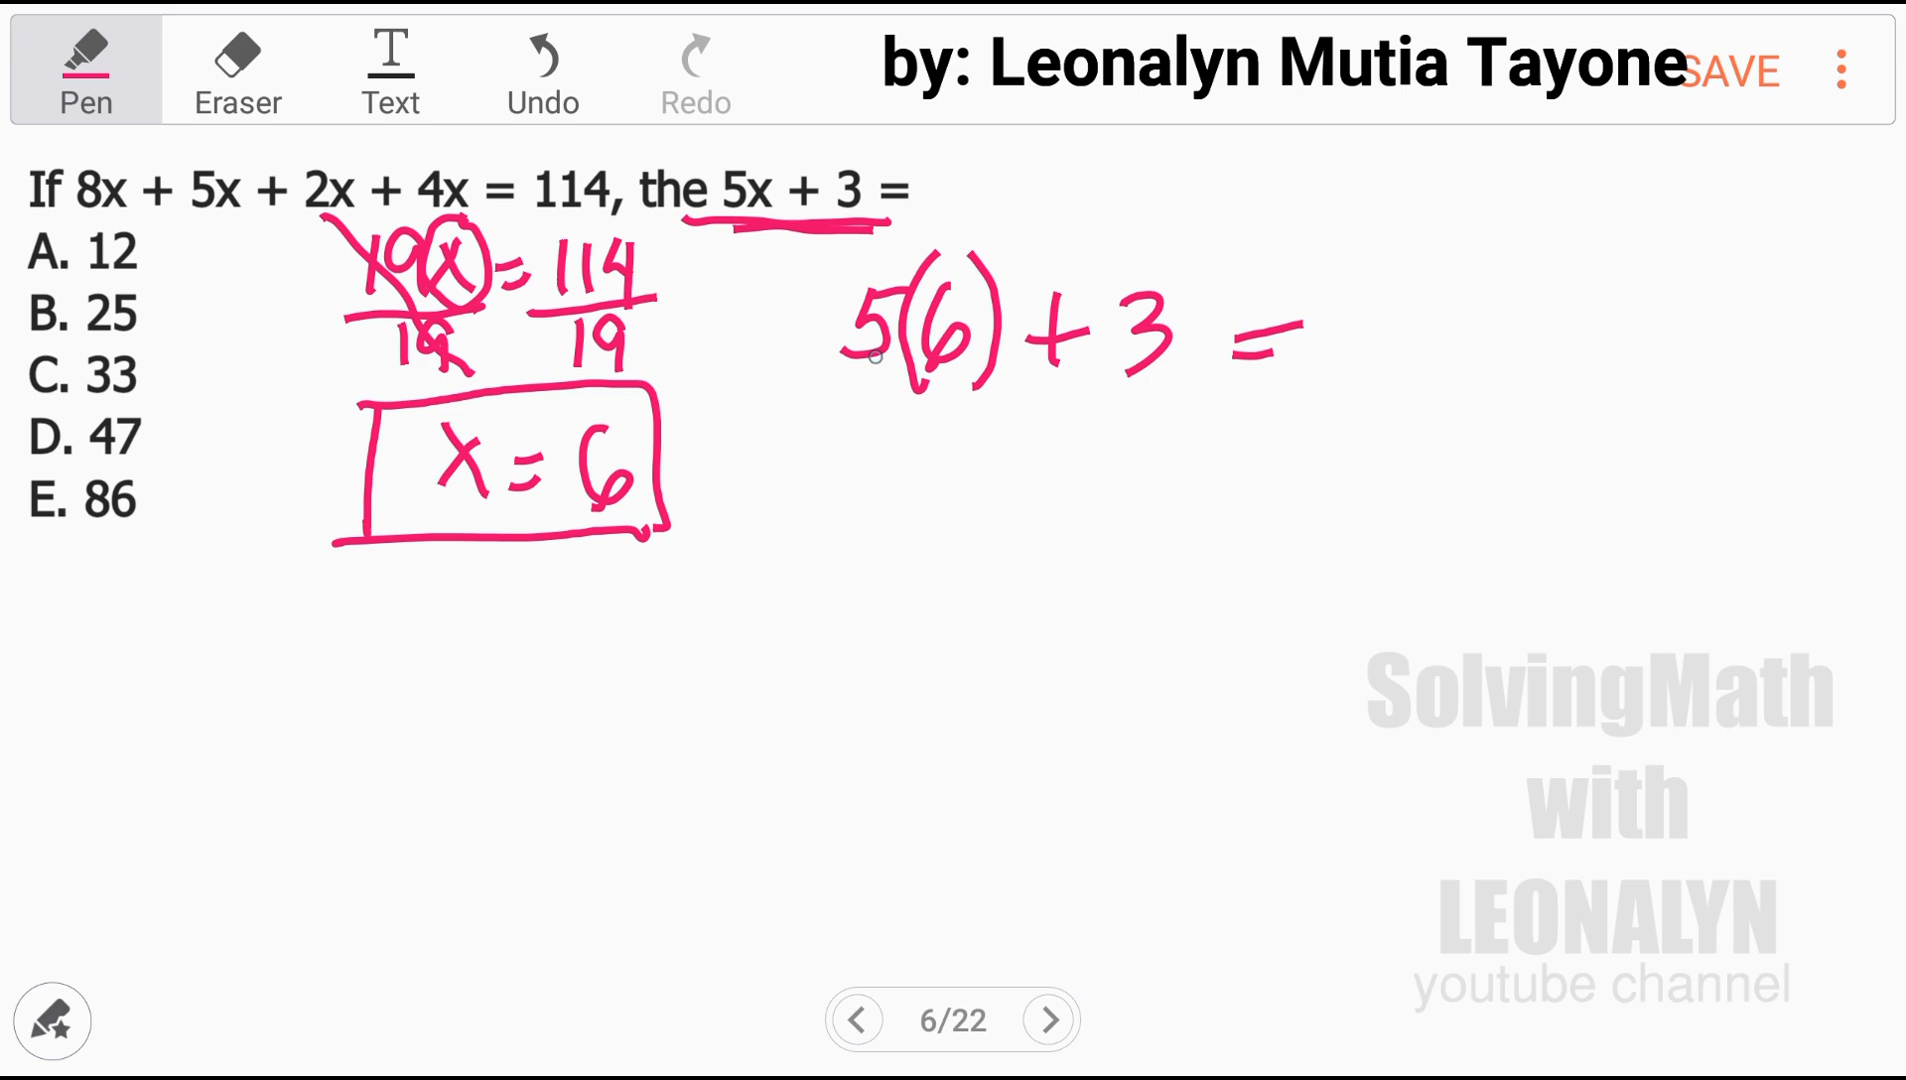 Pen Eraser Text Undo Redo by: Leonalyn Mutia Tayone SAVE
If 8x + 5x + 2x + 4x = 114, the 5x + 3 =
A. 12
B. 25
C. 33
D. 47
E. 86
19x = 114
19 19
x = 6
5(6) + 3 =
SolvingMath
with
LEONALYN
youtube channel
6/22